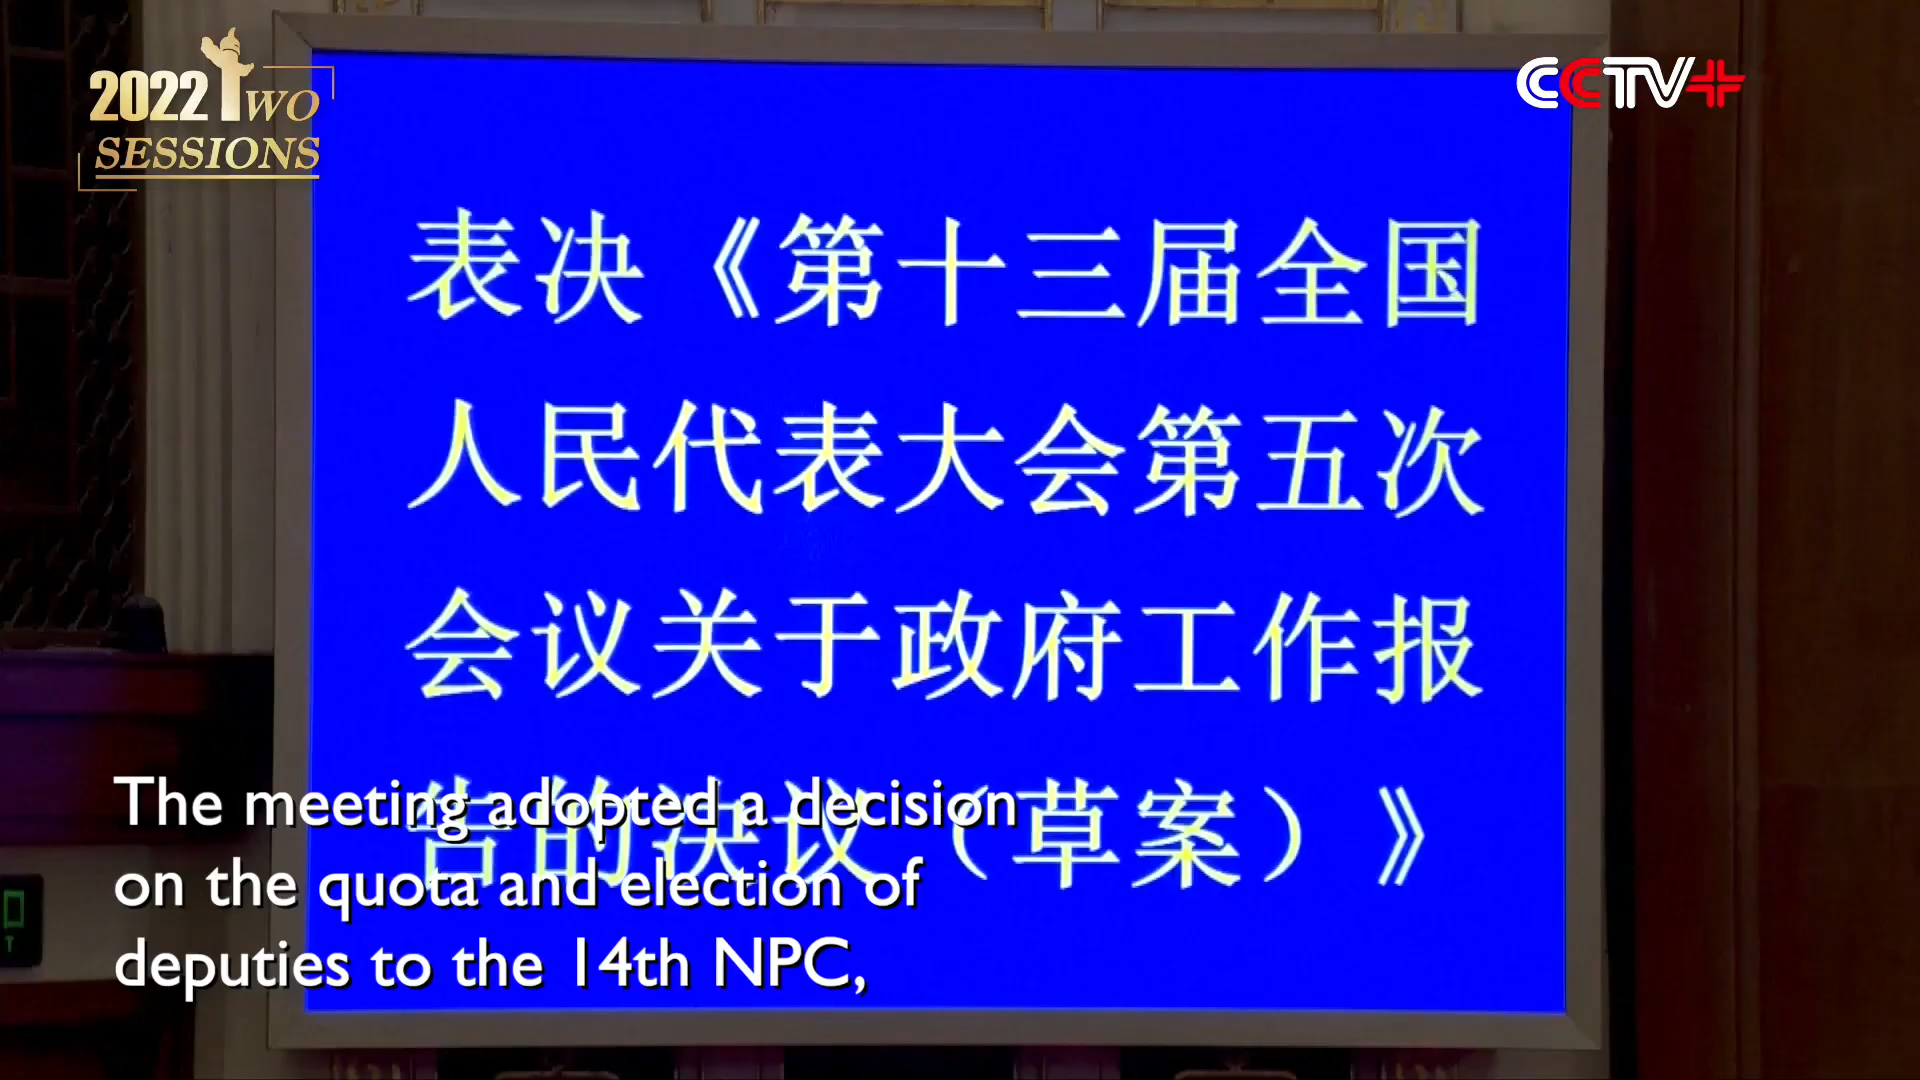 2022 TWO
SESSIONS
CCTV+
表决《第十三届全国
人民代表大会第五次
会议关于政府工作报
告的决议（草案）》
The meeting adopted a decision
on the quota and election of
deputies to the 14th NPC,